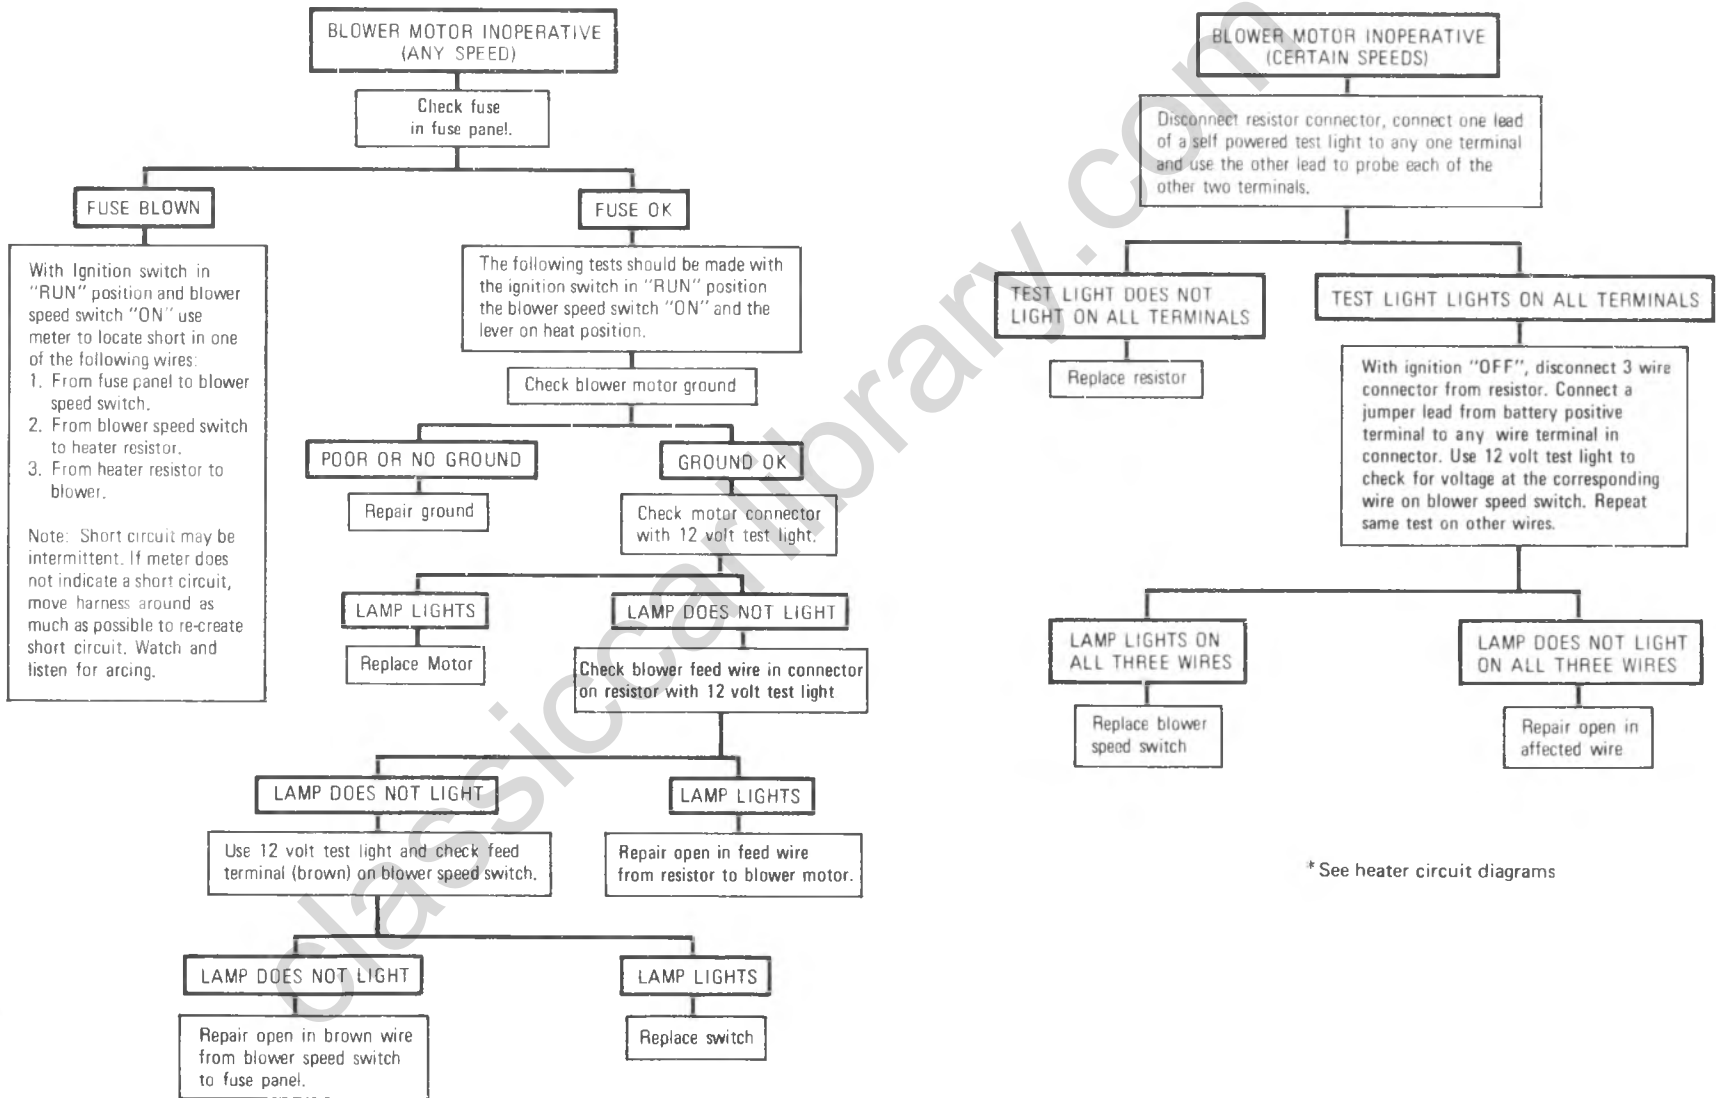 BLOWER MOTOR INOPERATIVE
(ANY SPEED)
Check fuse
in fuse panel.
FUSE BLOWN
FUSE OK
With Ignition switch in
"RUN" position and blower
speed switch "ON" use
meter to locate short in one
of the following wires:
1. From fuse panel to blower
speed switch.
2. From blower speed switch
to heater resistor.
3. From heater resistor to
blower.
Note: Short circuit may be
intermittent. If meter does
not indicate a short circuit,
move harness around as
much as possible to re-create
short circuit. Watch and
listen for arcing.
The following tests should be made with
the ignition switch in "RUN" position
the blower speed switch "ON" and the
lever on heat position.
Check blower motor ground
POOR OR NO GROUND
GROUND OK
Repair ground
Check motor connector
with 12 volt test light.
LAMP LIGHTS
LAMP DOES NOT LIGHT
Replace Motor
Check blower feed wire in connector
on resistor with 12 volt test light
LAMP DOES NOT LIGHT
LAMP LIGHTS
Use 12 volt test light and check feed
terminal (brown) on blower speed switch.
Repair open in feed wire
from resistor to blower motor.
LAMP DOES NOT LIGHT
LAMP LIGHTS
Repair open in brown wire
from blower speed switch
to fuse panel.
Replace switch
BLOWER MOTOR INOPERATIVE
(CERTAIN SPEEDS)
Disconnect resistor connector, connect one lead
of a self powered test light to any one terminal
and use the other lead to probe each of the
other two terminals.
TEST LIGHT DOES NOT
LIGHT ON ALL TERMINALS
TEST LIGHT LIGHTS ON ALL TERMINALS
Replace resistor
With ignition "OFF", disconnect 3 wire
connector from resistor. Connect a
jumper lead from battery positive
terminal to any wire terminal in
connector. Use 12 volt test light to
check for voltage at the corresponding
wire on blower speed switch. Repeat
same test on other wires.
LAMP LIGHTS ON
ALL THREE WIRES
LAMP DOES NOT LIGHT
ON ALL THREE WIRES
Replace blower
speed switch
Repair open in
affected wire
*See heater circuit diagrams
classiccarlibrary.com